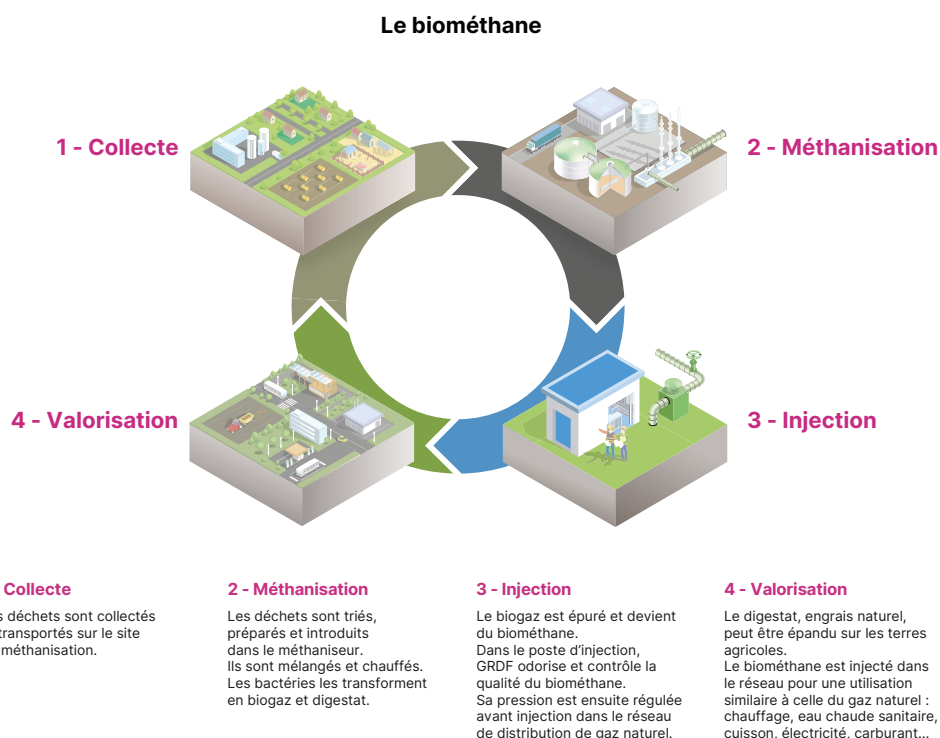 Le biométhane
1 - Collecte
2 - Méthanisation
4 - Valorisation
3 - Injection
Collecte
déchets sont collectés
transportés sur le site
méthanisation.
2 - Méthanisation
Les déchets sont triés,
préparés et introduits
dans le méthaniseur.
Ils sont mélangés et chauffés.
Les bactéries les transforment
en biogaz et digestat.
3 - Injection
Le biogaz est épuré et devient
du biométhane.
Dans le poste d’injection,
GRDF odorise et contrôle la
qualité du biométhane.
Sa pression est ensuite régulée
avant injection dans le réseau
de distribution de gaz naturel.
4 - Valorisation
Le digestat, engrais naturel,
peut être épandu sur les terres
agricoles.
Le biométhane est injecté dans
le réseau pour une utilisation
similaire à celle du gaz naturel :
chauffage, eau chaude sanitaire,
cuisson, électricité, carburant...